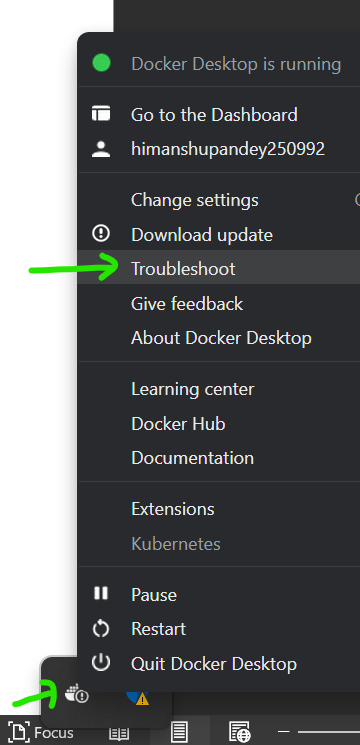 Docker Desktop is running
Go to the Dashboard
himanshupandey250992
Change settings
Download update
Troubleshoot
Give feedback
About Docker Desktop
Learning center
Docker Hub
Documentation
Extensions
Kubernetes
Pause
Restart
Quit Docker Desktop
Focus